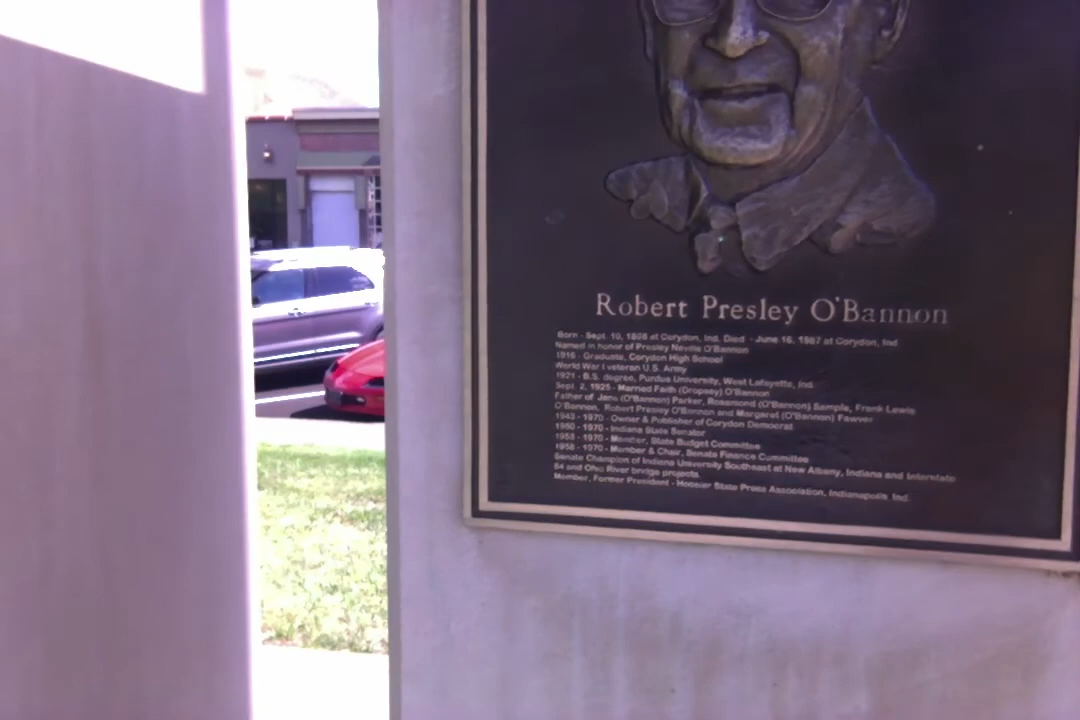 Robert Presley O'Bannon
Born - Sept. 10, 1898 at Corydon, Ind. Died - June 16, 1987 at Corydon, Ind
Named in honor of Presley Neville O'Bannon
1916 - Graduate, Corydon High School
World War I veteran U.S. Army
1921 - B.S. degree, Purdue University, West Lafayette, Ind.
Sept. 2, 1925 - Married Faith (Dropsey) O'Bannon
Father of Jane (O'Bannon) Parker, Rosamond (O'Bannon) Sample, Frank Lewis
O'Bannon, Robert Presley O'Bannon and Margaret (O'Bannon) Fawver
1943 - 1970 - Owner & Publisher of Corydon Democrat
1950 - 1970 - Indiana State Senator
1953 - 1970 - Member, State Budget Committee
1958 - 1970 - Member & Chair, Senate Finance Cummittee
Senate Champion of Indiana University Southeast at New Albany, Indiana and Interstate
64 and Ohio River bridge projects.
Member, Former President - Hoosier State Press Association, Indianapolis, Ind.